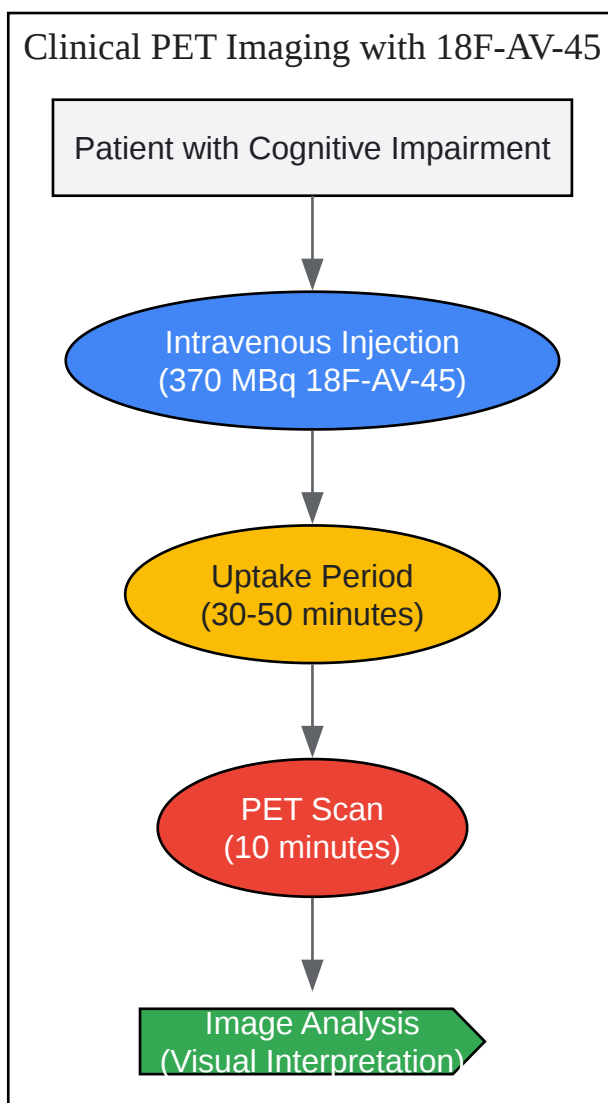 Clinical PET Imaging with 18F-AV-45
Patient with Cognitive Impairment
Intravenous Injection
(370 MBq 18F-AV-45)
Uptake Period
(30-50 minutes)
PET Scan
(10 minutes)
Image Analysis
(Visual Interpretation)